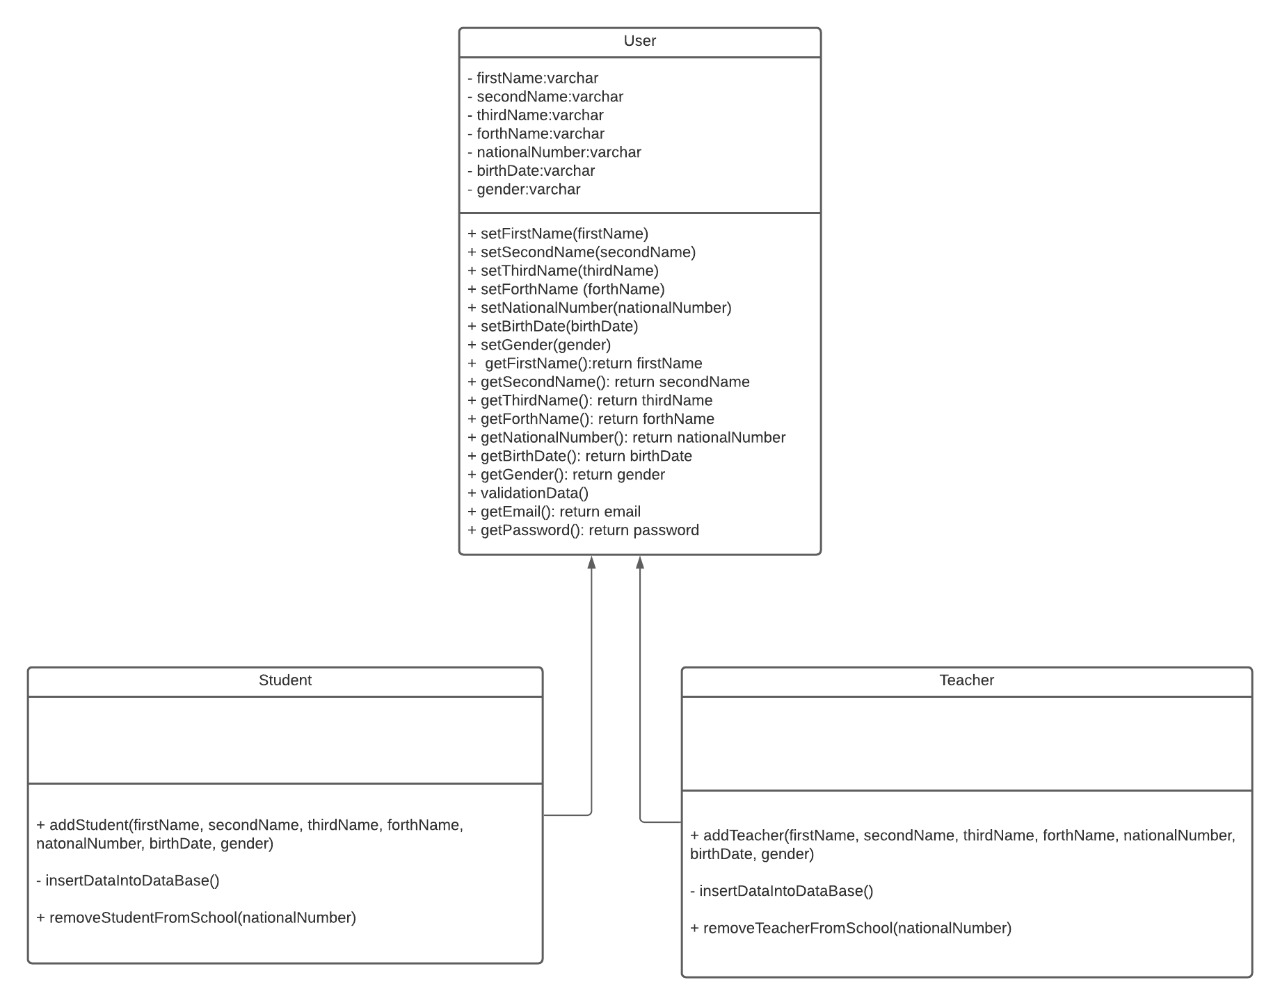 User
- firstName:varchar
- secondName:varchar
- thirdName:varchar
- forthName:varchar
- nationalNumber:varchar
- birthDate:varchar
- gender:varchar
+ setFirstName(firstName)
+ setSecondName(secondName)
+ setThirdName(thirdName)
+ setForthName (forthName)
+ setNationalNumber(nationalNumber)
+ setBirthDate(birthDate)
+ setGender(gender)
+  getFirstName():return firstName
+ getSecondName(): return secondName
+ getThirdName(): return thirdName
+ getForthName(): return forthName
+ getNationalNumber(): return nationalNumber
+ getBirthDate(): return birthDate
+ getGender(): return gender
+ validationData()
+ getEmail(): return email
+ getPassword(): return password
Student
+ addStudent(firstName, secondName, thirdName, forthName,
natonalNumber, birthDate, gender)
- insertDataIntoDataBase()
+ removeStudentFromSchool(nationalNumber)
Teacher
+ addTeacher(firstName, secondName, thirdName, forthName, nationalNumber,
birthDate, gender)
- insertDataIntoDataBase()
+ removeTeacherFromSchool(nationalNumber)